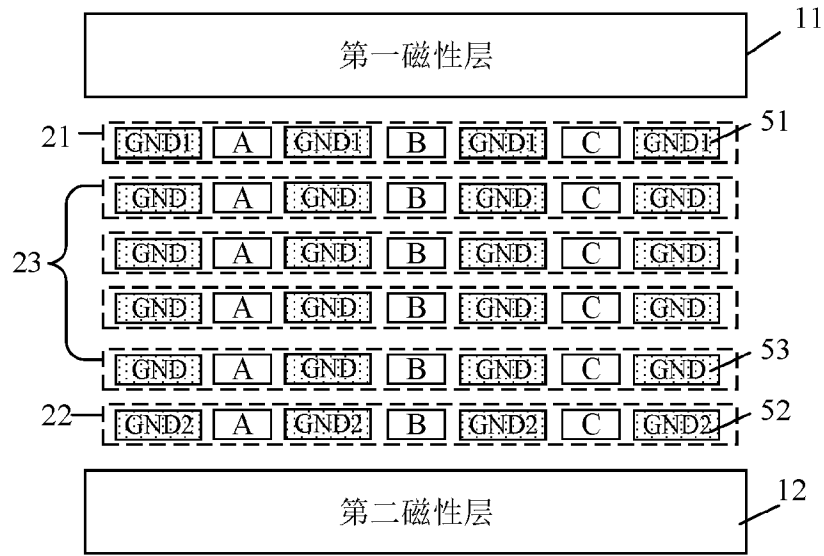 第一磁性层 11
21 GND1 A GND1 B GND1 C GND1 51
GND A GND B GND C GND
23 GND A GND B GND C GND
GND A GND B GND C GND
GND A GND B GND C GND 53
22 GND2 A GND2 B GND2 C GND2 52
第二磁性层 12